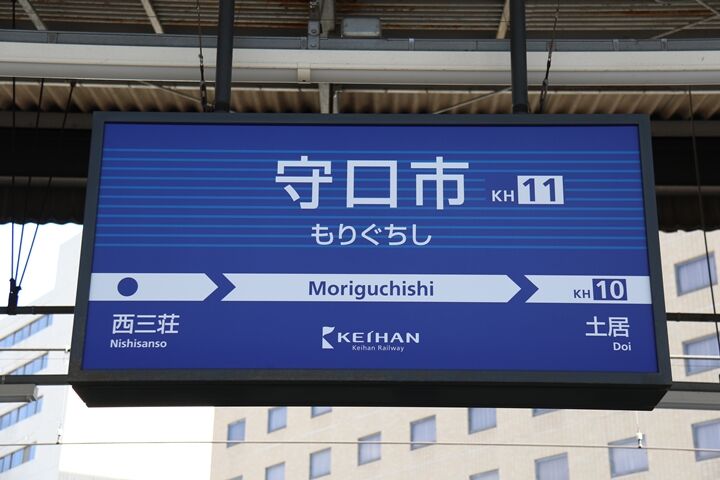 守口市 KH 11
もりぐちし
Moriguchishi KH 10
西三荘 土居
Nishisanso Doi
KEIHAN
Keihan Railway